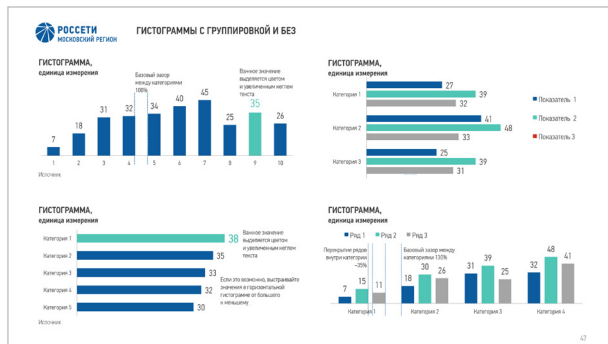 РОССЕТИ
МОСКОВСКИЙ РЕГИОН
ГИСТОГРАММЫ С ГРУППИРОВКОЙ И БЕЗ
ГИСТОГРАММА,
единица измерения
Базовый зазор
между категориями
100%
Ванное значение
выделяется цветом
и увеличенным кеглем
текста
7 18 31 32 34 40 45 25 35 26
1 2 3 4 5 6 7 8 9 10
Источник
ГИСТОГРАММА,
единица измерения
Категория 1
27
39
32
Категория 2
41
48
33
Категория 3
25
39
31
Показатель 1
Показатель 2
Показатель 3
ГИСТОГРАММА,
единица измерения
Категория 1 38
Категория 2 35
Категория 3 33
Категория 4 32
Категория 5 30
Ванное значение
выделяется цветом
и увеличенным кеглем
текста
Если это возможно, выстраивайте
значения в горизонтальной
гистограмме от большего
к меньшему
Источник
ГИСТОГРАММА,
единица измерения
Ряд 1 Ряд 2 Ряд 3
Перекрытие рядов
внутри категории
-35%
Базовый зазор между
категориями 130%
7 15 11 18 30 26 31 39 25 32 48 41
Категория 1 Категория 2 Категория 3 Категория 4
47